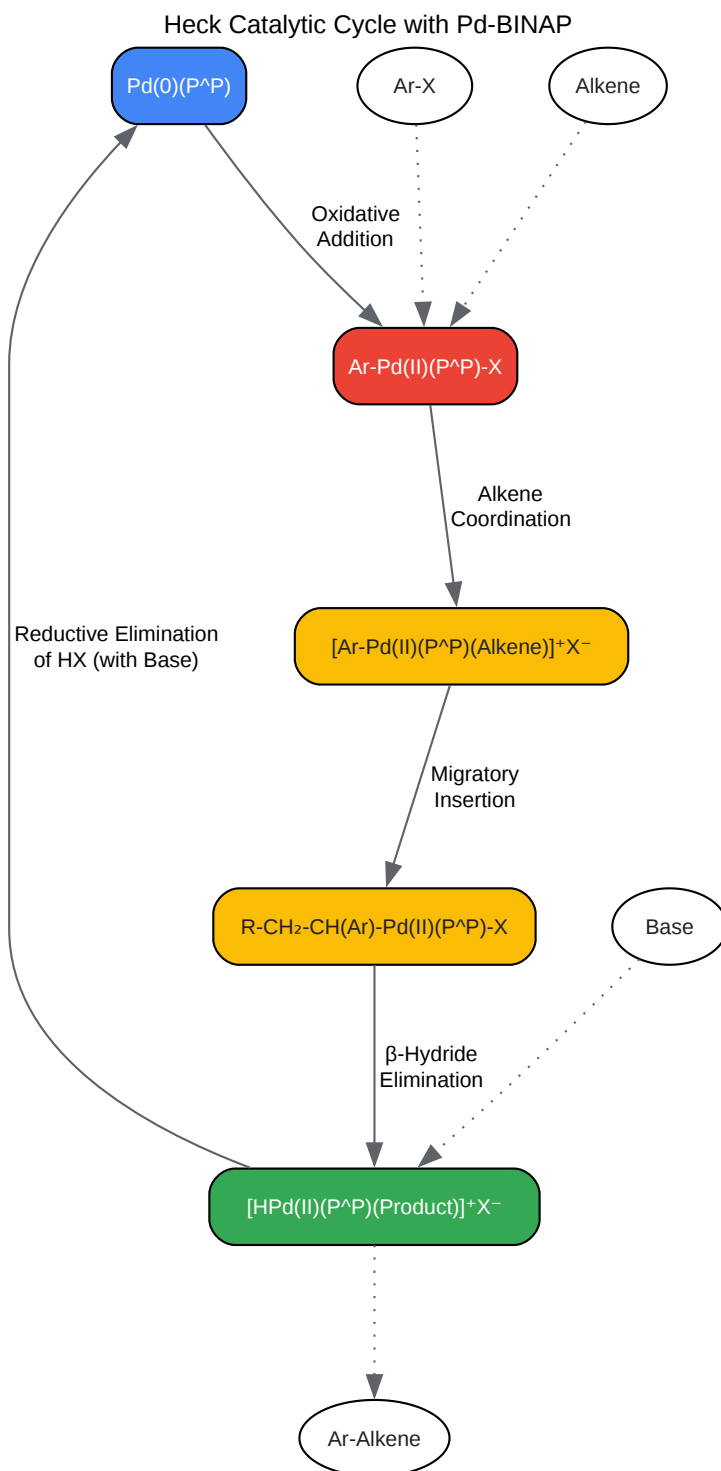 Heck Catalytic Cycle with Pd-BINAP
Pd(0)(P^P)
Ar-X
Alkene
Oxidative
Addition
Ar-Pd(II)(P^P)-X
Alkene
Coordination
[Ar-Pd(II)(P^P)(Alkene)]⁺X⁻
Reductive Elimination
of HX (with Base)
Migratory
Insertion
R-CH₂-CH(Ar)-Pd(II)(P^P)-X
Base
β-Hydride
Elimination
[HPd(II)(P^P)(Product)]⁺X⁻
Ar-Alkene